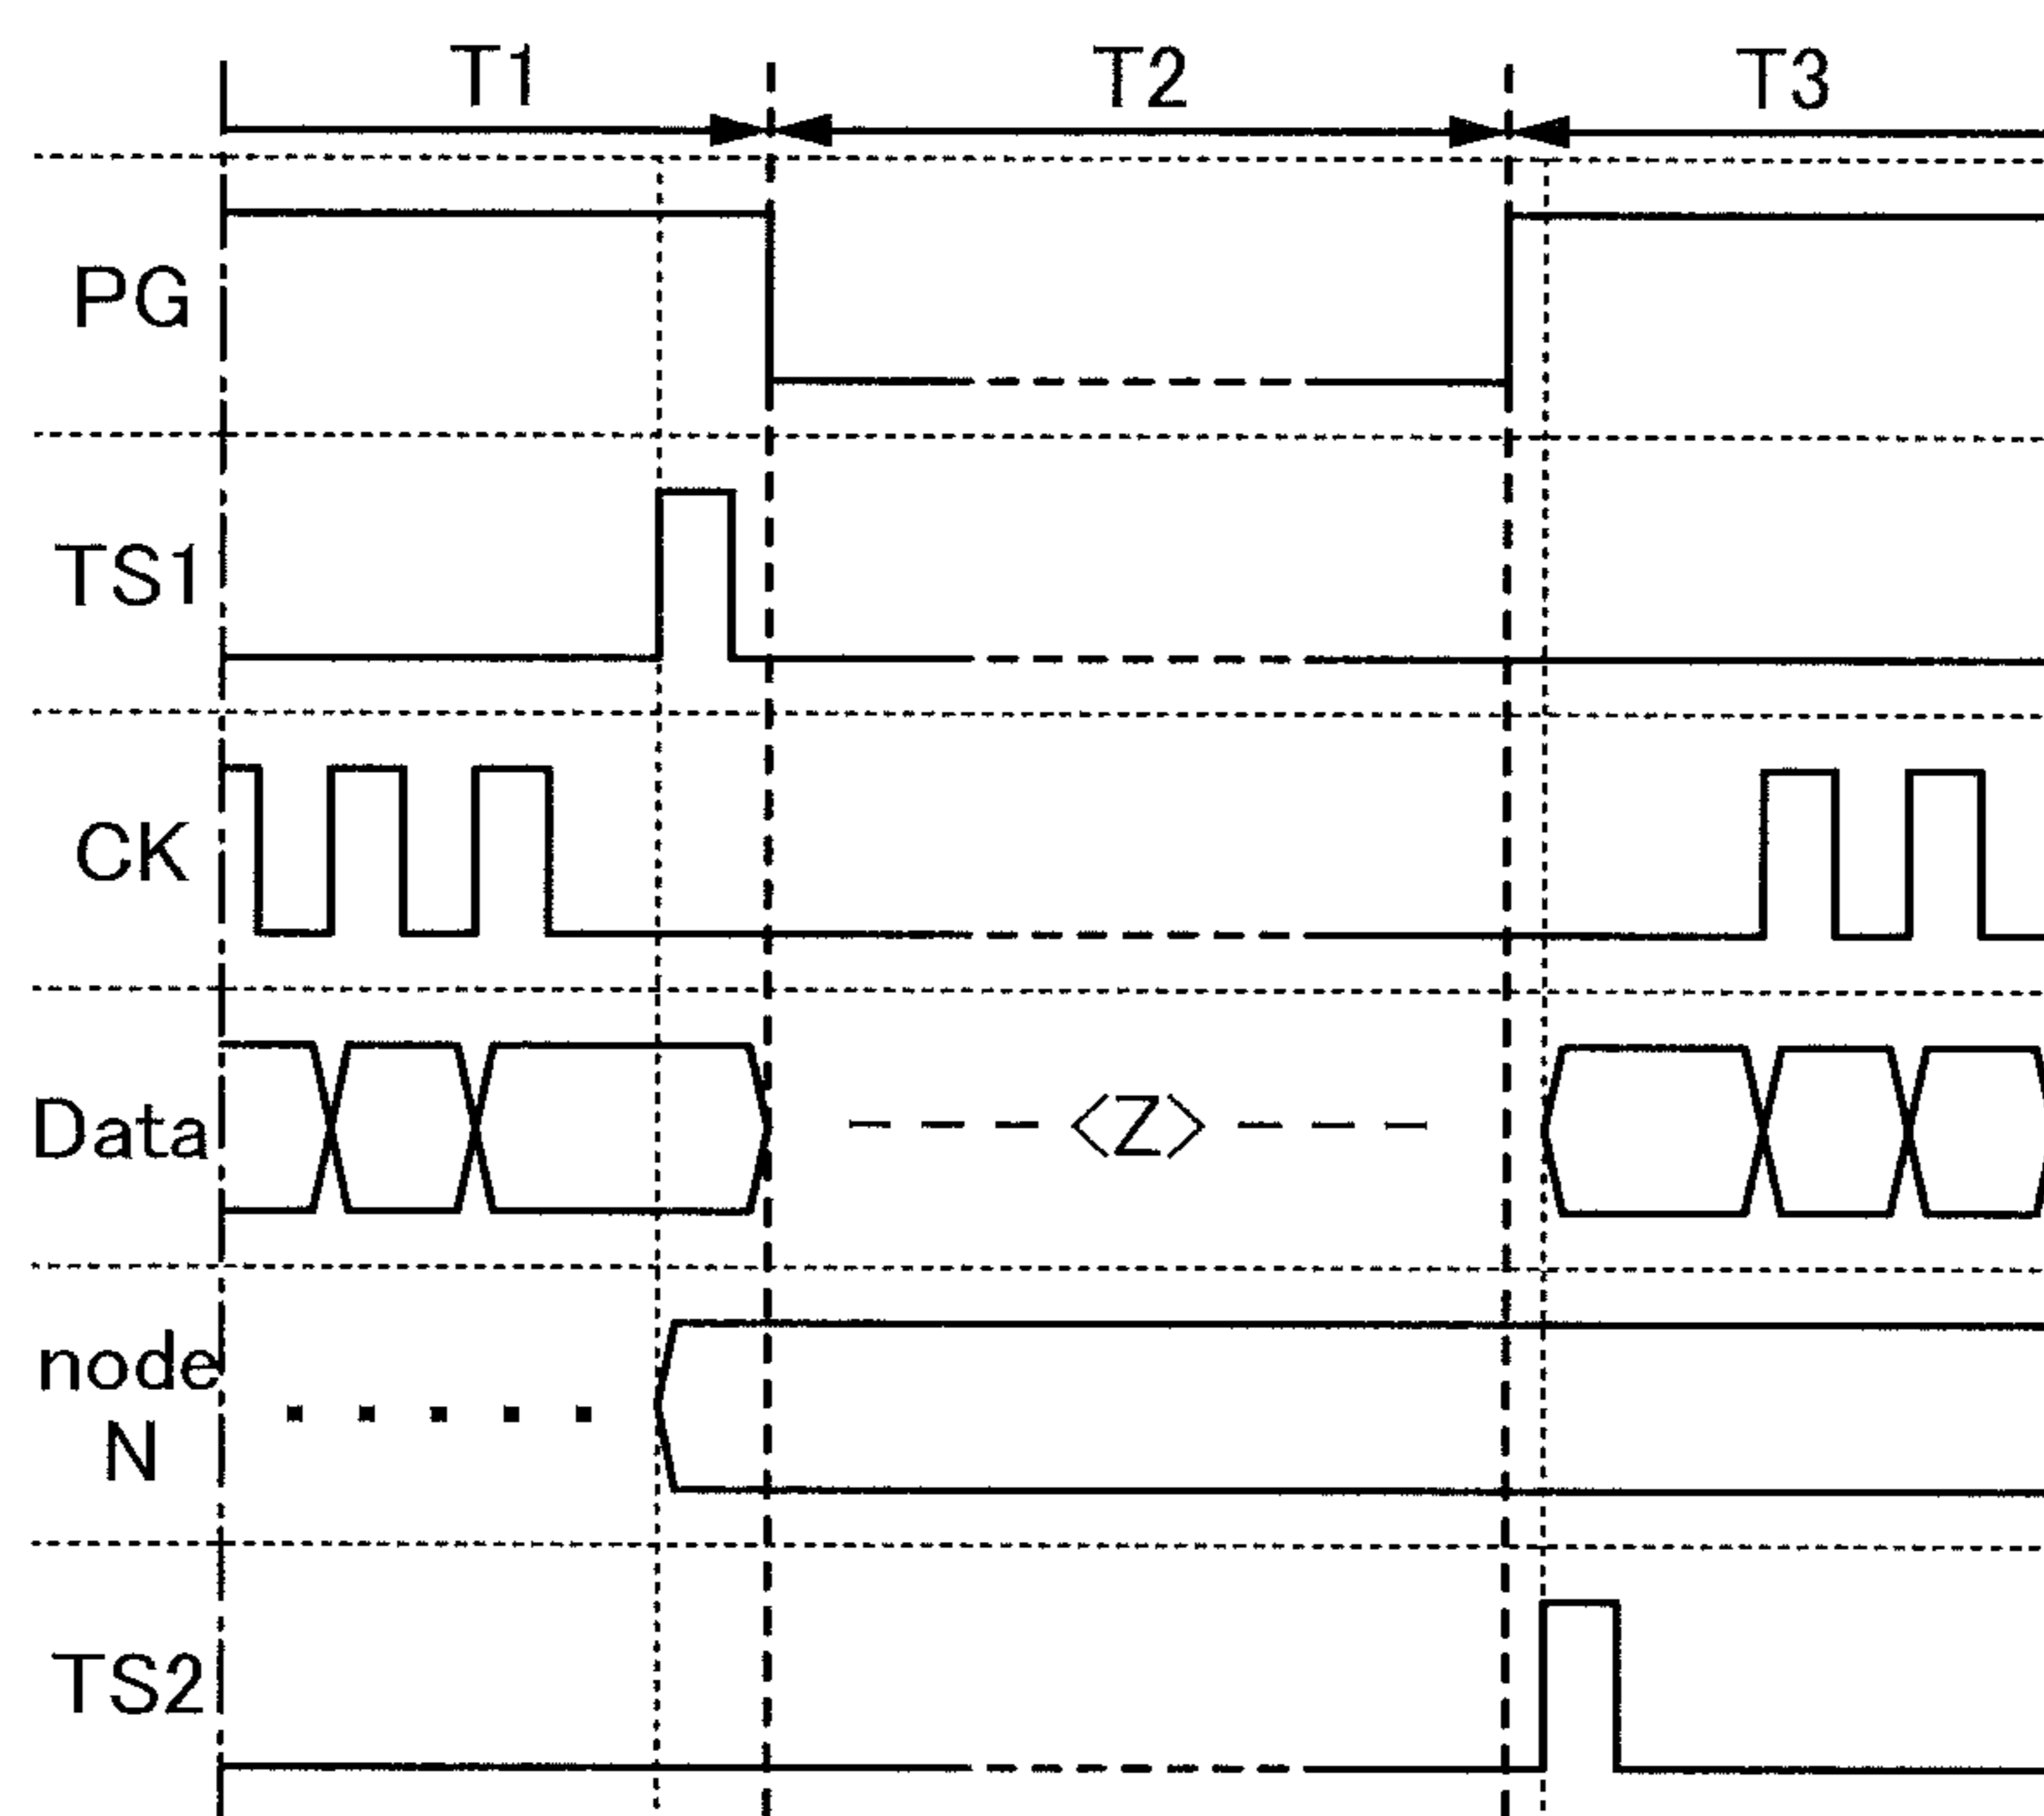 T1 T2 T3
PG
TS1
CK
Data <Z>
node
N
TS2